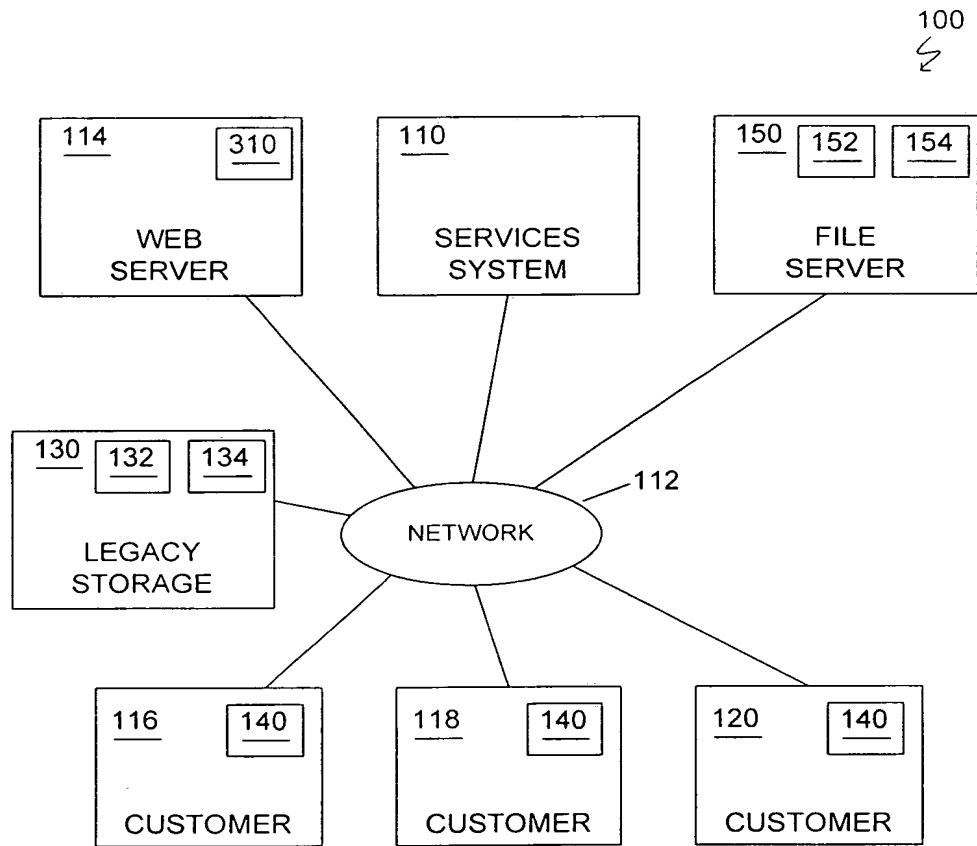 100
114 310
WEB
SERVER
110
SERVICES
SYSTEM
150 152 154
FILE
SERVER
130 132 134
LEGACY
STORAGE
NETWORK
112
116 140
CUSTOMER
118 140
CUSTOMER
120 140
CUSTOMER